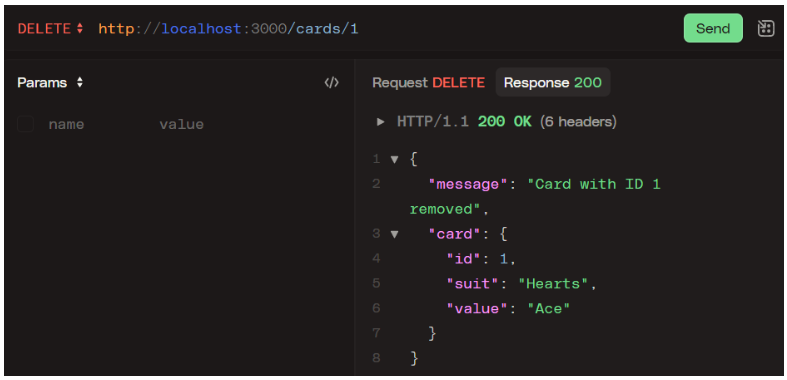 DELETE http://localhost:3000/cards/1 Send
Params </>
name value
Request DELETE Response 200
HTTP/1.1 200 OK (6 headers)
1 {
2 "message": "Card with ID 1
removed",
3 "card": {
4 "id": 1,
5 "suit": "Hearts",
6 "value": "Ace"
7 }
8 }